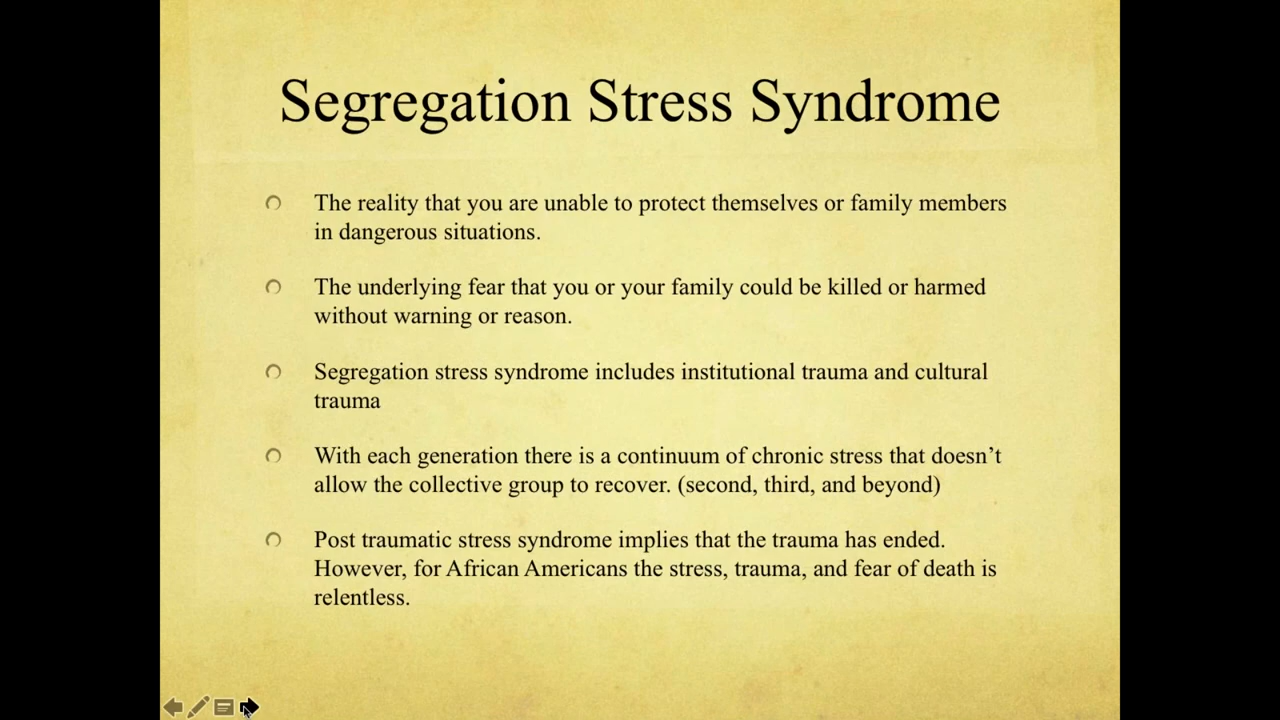 Segregation Stress Syndrome
The reality that you are unable to protect themselves or family members
in dangerous situations.
The underlying fear that you or your family could be killed or harmed
without warning or reason.
Segregation stress syndrome includes institutional trauma and cultural
trauma
With each generation there is a continuum of chronic stress that doesn’t
allow the collective group to recover. (second, third, and beyond)
Post traumatic stress syndrome implies that the trauma has ended.
However, for African Americans the stress, trauma, and fear of death is
relentless.